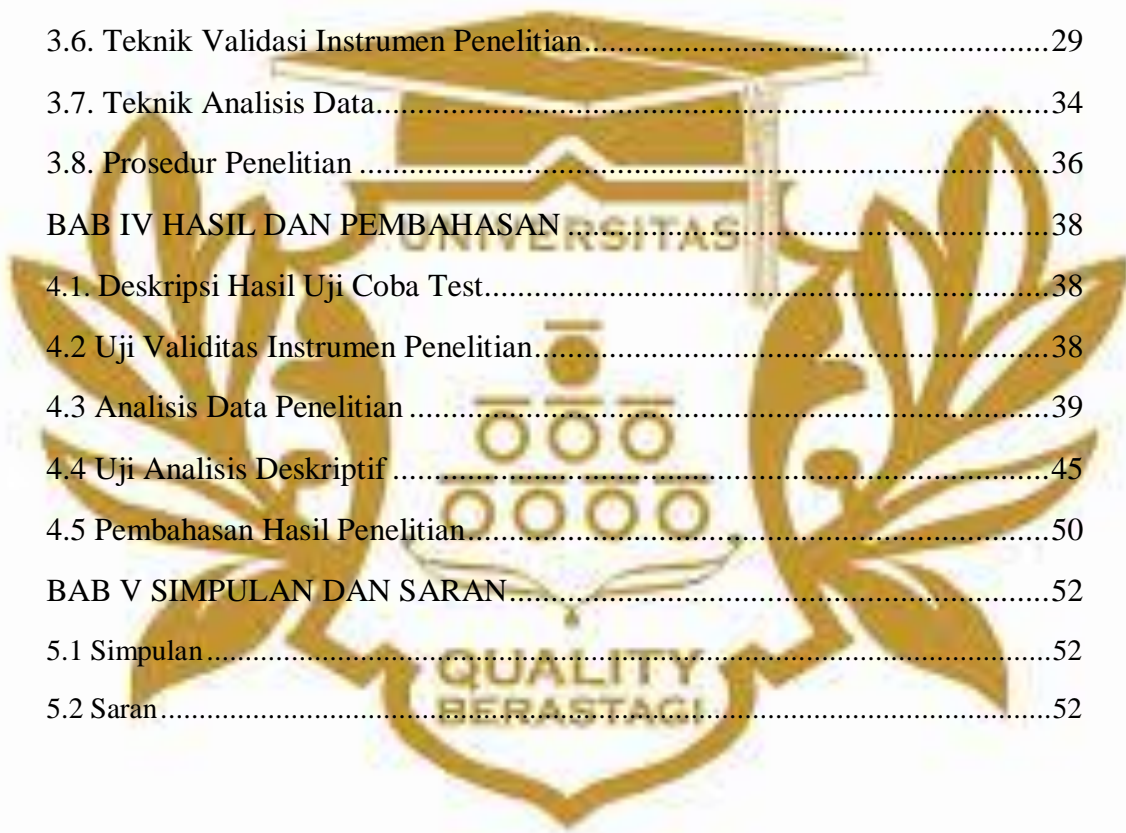 3.6. Teknik Validasi Instrumen Penelitian.......................................................................29
3.7. Teknik Analisis Data.......................................................................34
3.8. Prosedur Penelitian .......................................................................36
BAB IV HASIL DAN PEMBAHASAN .......................................................................38
UNIVERSITAS
4.1. Deskripsi Hasil Uji Coba Test.......................................................................38
4.2 Uji Validitas Instrumen Penelitian.......................................................................38
4.3 Analisis Data Penelitian .......................................................................39
4.4 Uji Analisis Deskriptif .......................................................................45
4.5 Pembahasan Hasil Penelitian.......................................................................50
BAB V SIMPULAN DAN SARAN.......................................................................52
5.1 Simpulan.......................................................................52
QUALITY
5.2 Saran.......................................................................52
BERASTAGI